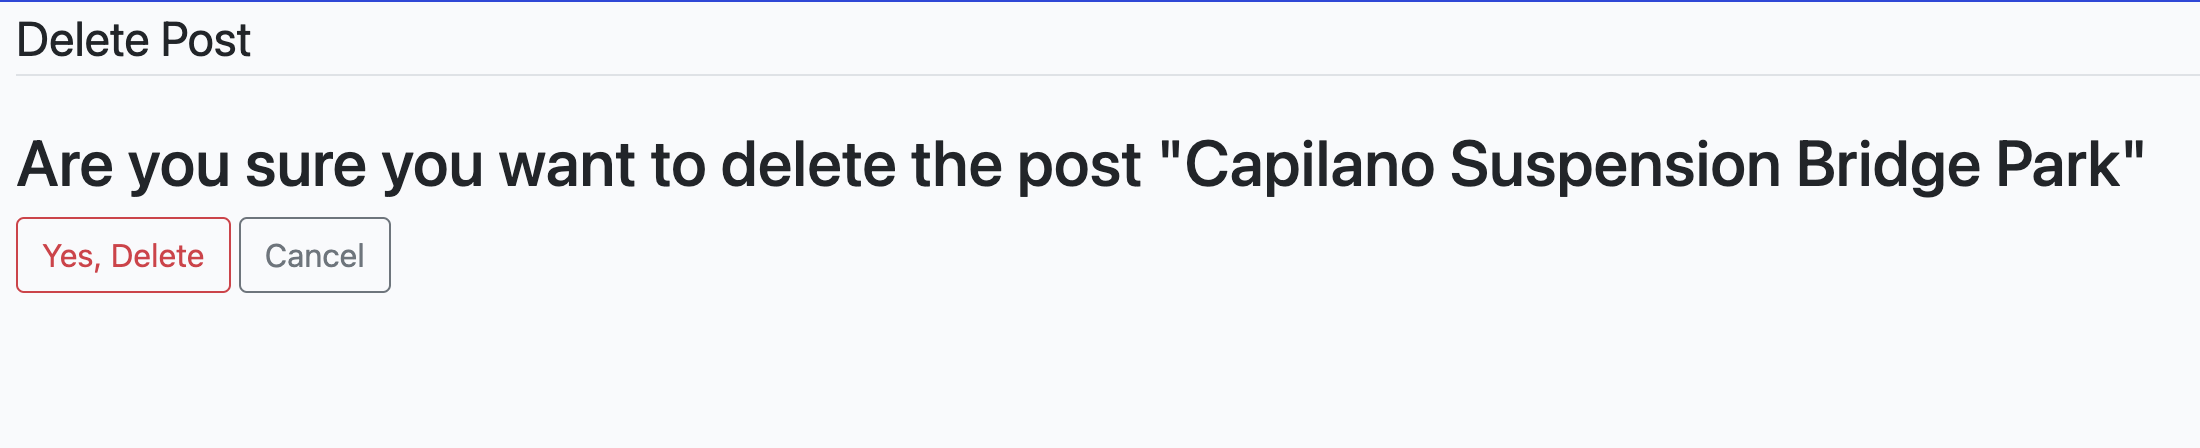 Delete Post
Are you sure you want to delete the post "Capilano Suspension Bridge Park"
Yes, Delete Cancel